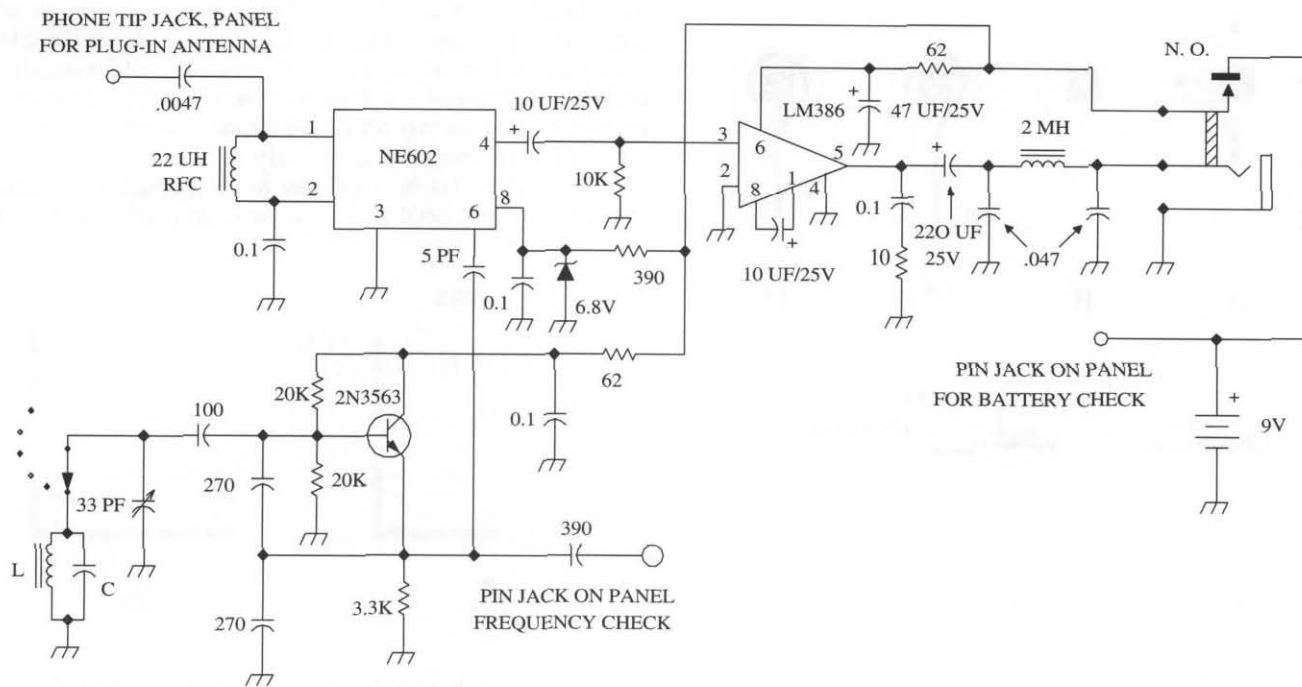 PHONE TIP JACK, PANEL
FOR PLUG-IN ANTENNA
.0047
22 UH
RFC
1
2
NE602
3
4
8
6
0.1
10 UF/25V
+
10K
5 PF
0.1
6.8V
390
62
LM386
+
47 UF/25V
3
2
6
8
1
4
5
+
10 UF/25V
0.1
10
+
22O UF
25V
2 MH
.047
N. O.
PIN JACK ON PANEL
FOR BATTERY CHECK
+
9V
62
0.1
20K
2N3563
20K
100
270
33 PF
L
C
270
3.3K
390
PIN JACK ON PANEL
FREQUENCY CHECK